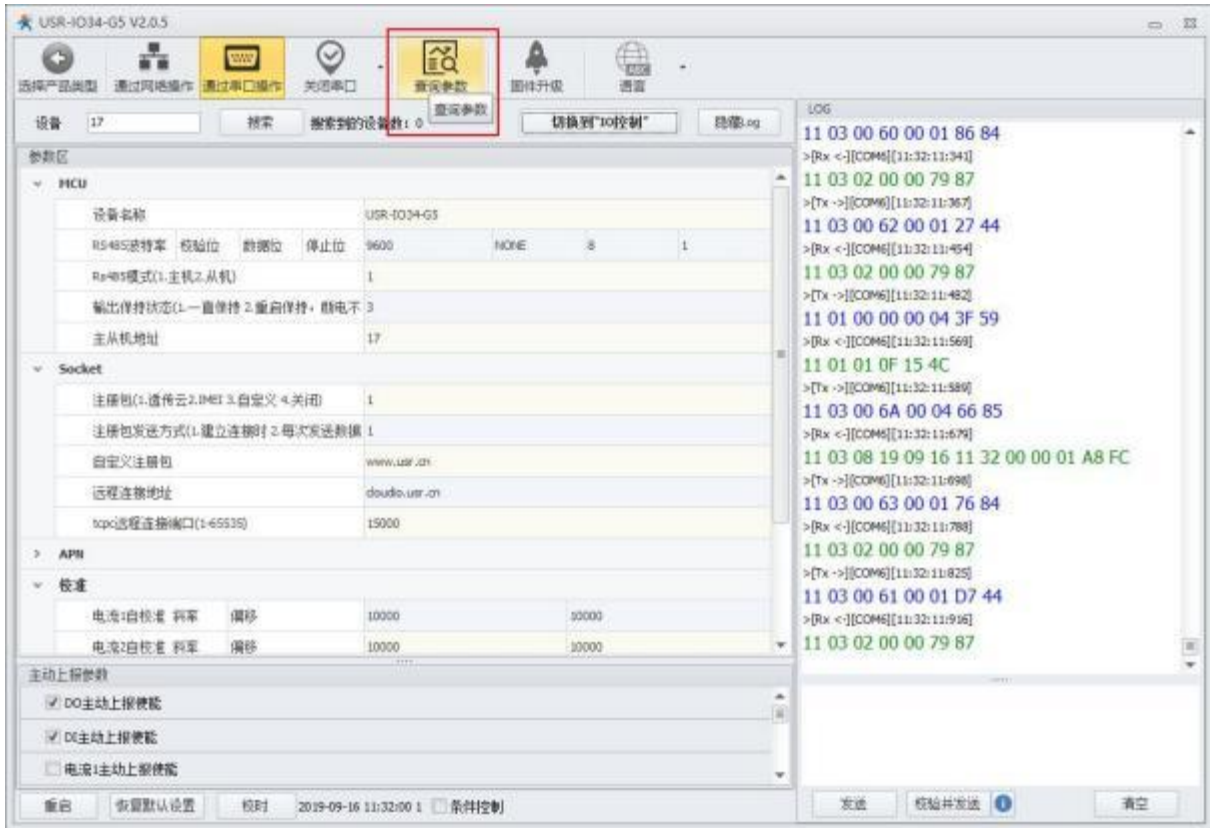 USR-IO34-G5 V2.0.5
选择产品类型 通过网络操作 通过串口操作 关闭串口 查询参数 固件升级 语言
查询参数
设备 17 搜索 搜索到的设备数: 0 切换到"IO控制" 隐藏Log
参数区
MCU
设备名称 USR-IO34-G5
RS485波特率 校验位 数据位 停止位 9600 NONE 8 1
Rs485模式(1.主机2.从机) 1
输出保持状态(1.一直保持 2.重启保持,断电不 3
主从机地址 17
Socket
注册包(1.透传云2.IMEI 3.自定义 4.关闭) 1
注册包发送方式(1.建立连接时 2.每次发送数据 1
自定义注册包 www.usr.cn
远程连接地址 cloudio.usr.cn
tcpc远程连接端口(1-65535) 15000
APN
校准
电流1自校准 斜率 偏移 10000 10000
电流2自校准 斜率 偏移 10000 10000
主动上报参数
DO主动上报使能
DI主动上报使能
电流1主动上报使能
重启 恢复默认设置 校时 2019-09-16 11:32:00 1 条件控制
LOG
11 03 00 60 00 01 86 84
>[Rx <-][COM6][11:32:11:341]
11 03 02 00 00 79 87
>[Tx ->][COM6][11:32:11:367]
11 03 00 62 00 01 27 44
>[Rx <-][COM6][11:32:11:454]
11 03 02 00 00 79 87
>[Tx ->][COM6][11:32:11:482]
11 01 00 00 00 04 3F 59
>[Rx <-][COM6][11:32:11:569]
11 01 01 0F 15 4C
>[Tx ->][COM6][11:32:11:589]
11 03 00 6A 00 04 66 85
>[Rx <-][COM6][11:32:11:679]
11 03 08 19 09 16 11 32 00 00 01 A8 FC
>[Tx ->][COM6][11:32:11:698]
11 03 00 63 00 01 76 84
>[Rx <-][COM6][11:32:11:788]
11 03 02 00 00 79 87
>[Tx ->][COM6][11:32:11:825]
11 03 00 61 00 01 D7 44
>[Rx <-][COM6][11:32:11:916]
11 03 02 00 00 79 87
发送 校验并发送 清空